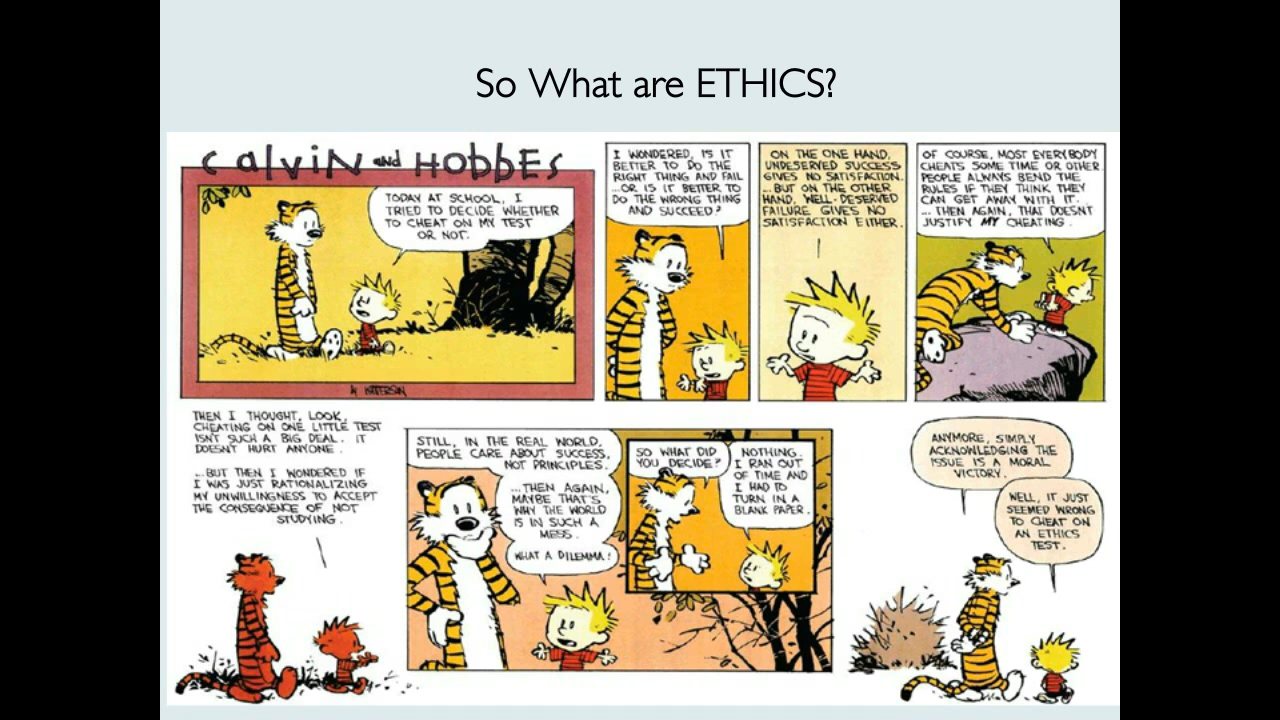 So What are ETHICS?
CalviN and HobbEs
TODAY AT SCHOOL, I
TRIED TO DECIDE WHETHER
TO CHEAT ON MY TEST
OR NOT.
by WATTERSON
I WONDERED, IS IT
BETTER TO DO THE
RIGHT THING AND FAIL
...OR IS IT BETTER TO
DO THE WRONG THING
AND SUCCEED?
ON THE ONE HAND,
UNDESERVED SUCCESS
GIVES NO SATISFACTION.
...BUT ON THE OTHER
HAND, WELL-DESERVED
FAILURE GIVES NO
SATISFACTION EITHER.
OF COURSE, MOST EVERYBODY
CHEATS SOME TIME OR OTHER.
PEOPLE ALWAYS BEND THE
RULES IF THEY THINK THEY
CAN GET AWAY WITH IT.
...THEN AGAIN, THAT DOESN'T
JUSTIFY MY CHEATING.
THEN I THOUGHT, LOOK,
CHEATING ON ONE LITTLE TEST
ISN'T SUCH A BIG DEAL. IT
DOESN'T HURT ANYONE.
...BUT THEN I WONDERED IF
I WAS JUST RATIONALIZING
MY UNWILLINGNESS TO ACCEPT
THE CONSEQUENCE OF NOT
STUDYING.
STILL, IN THE REAL WORLD,
PEOPLE CARE ABOUT SUCCESS,
NOT PRINCIPLES.
...THEN AGAIN,
MAYBE THAT'S
WHY THE WORLD
IS IN SUCH A
MESS.
WHAT A DILEMMA!
SO WHAT DID
YOU DECIDE?
NOTHING.
I RAN OUT
OF TIME AND
I HAD TO
TURN IN A
BLANK PAPER.
ANYMORE, SIMPLY
ACKNOWLEDGING THE
ISSUE IS A MORAL
VICTORY.
WELL, IT JUST
SEEMED WRONG
TO CHEAT ON
AN ETHICS
TEST.